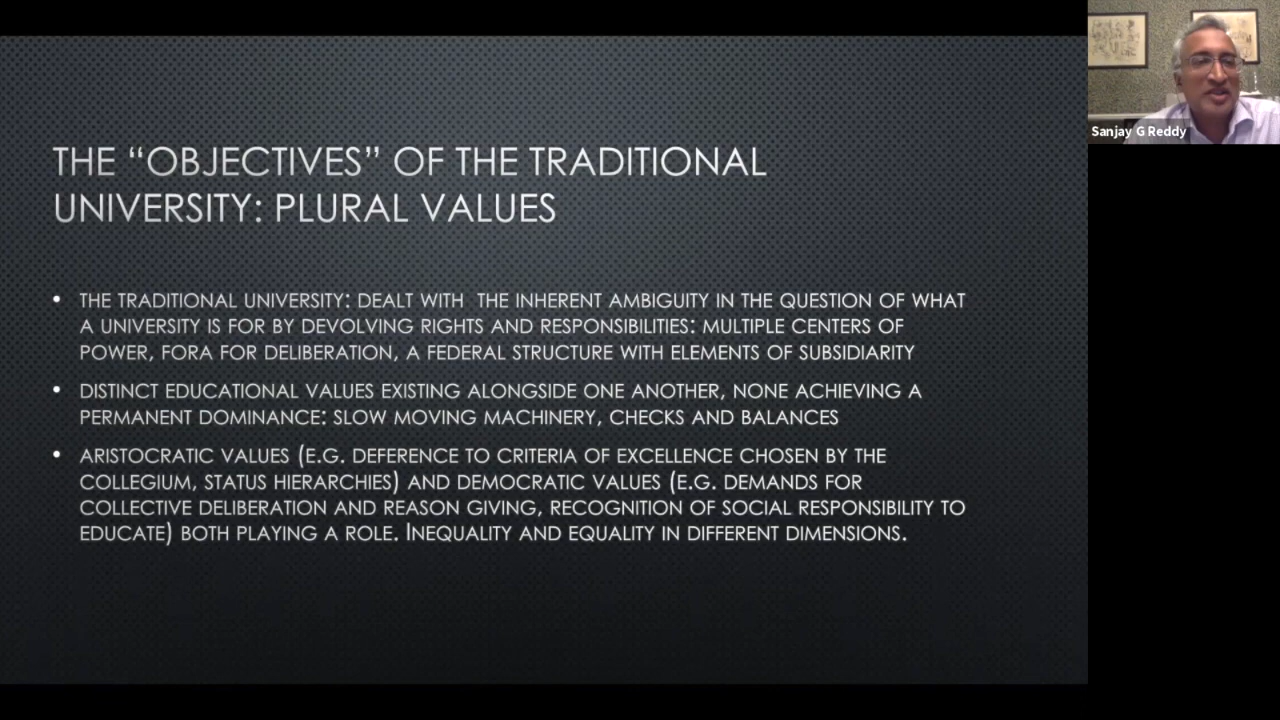 THE “OBJECTIVES” OF THE TRADITIONAL
UNIVERSITY: PLURAL VALUES
• THE TRADITIONAL UNIVERSITY: DEALT WITH THE INHERENT AMBIGUITY IN THE QUESTION OF WHAT
A UNIVERSITY IS FOR BY DEVOLVING RIGHTS AND RESPONSIBILITIES: MULTIPLE CENTERS OF
POWER, FORA FOR DELIBERATION, A FEDERAL STRUCTURE WITH ELEMENTS OF SUBSIDIARITY
• DISTINCT EDUCATIONAL VALUES EXISTING ALONGSIDE ONE ANOTHER, NONE ACHIEVING A
PERMANENT DOMINANCE: SLOW MOVING MACHINERY, CHECKS AND BALANCES
• ARISTOCRATIC VALUES (E.G. DEFERENCE TO CRITERIA OF EXCELLENCE CHOSEN BY THE
COLLEGIUM, STATUS HIERARCHIES) AND DEMOCRATIC VALUES (E.G. DEMANDS FOR
COLLECTIVE DELIBERATION AND REASON GIVING, RECOGNITION OF SOCIAL RESPONSIBILITY TO
EDUCATE) BOTH PLAYING A ROLE. INEQUALITY AND EQUALITY IN DIFFERENT DIMENSIONS.
Sanjay G Reddy